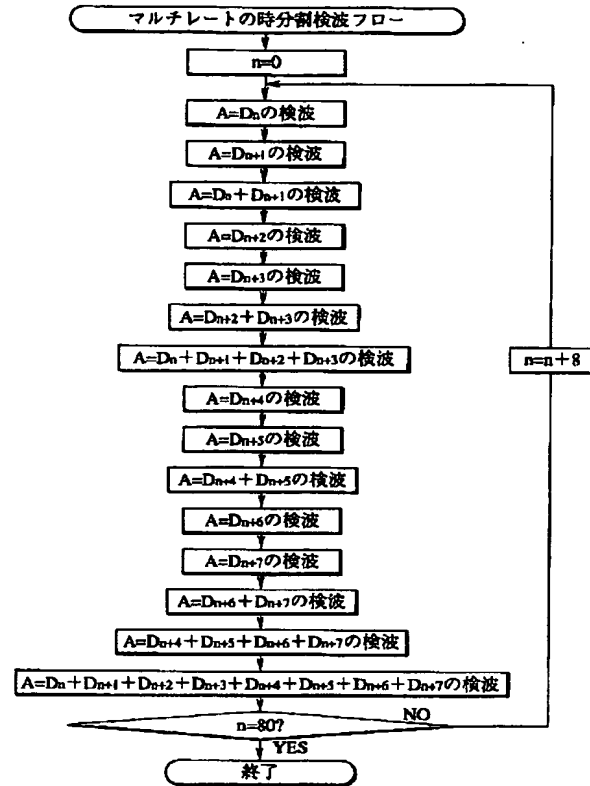 マルチレートの時分割検波フロー
n=0
A=Dnの検波
A=Dn+1の検波
A=Dn+Dn+1の検波
A=Dn+2の検波
A=Dn+3の検波
A=Dn+2+Dn+3の検波
A=Dn+Dn+1+Dn+2+Dn+3の検波
n=n+8
A=Dn+4の検波
A=Dn+5の検波
A=Dn+4+Dn+5の検波
A=Dn+6の検波
A=Dn+7の検波
A=Dn+6+Dn+7の検波
A=Dn+4+Dn+5+Dn+6+Dn+7の検波
A=Dn+Dn+1+Dn+2+Dn+3+Dn+4+Dn+5+Dn+6+Dn+7の検波
NO
n=80?
YES
終了